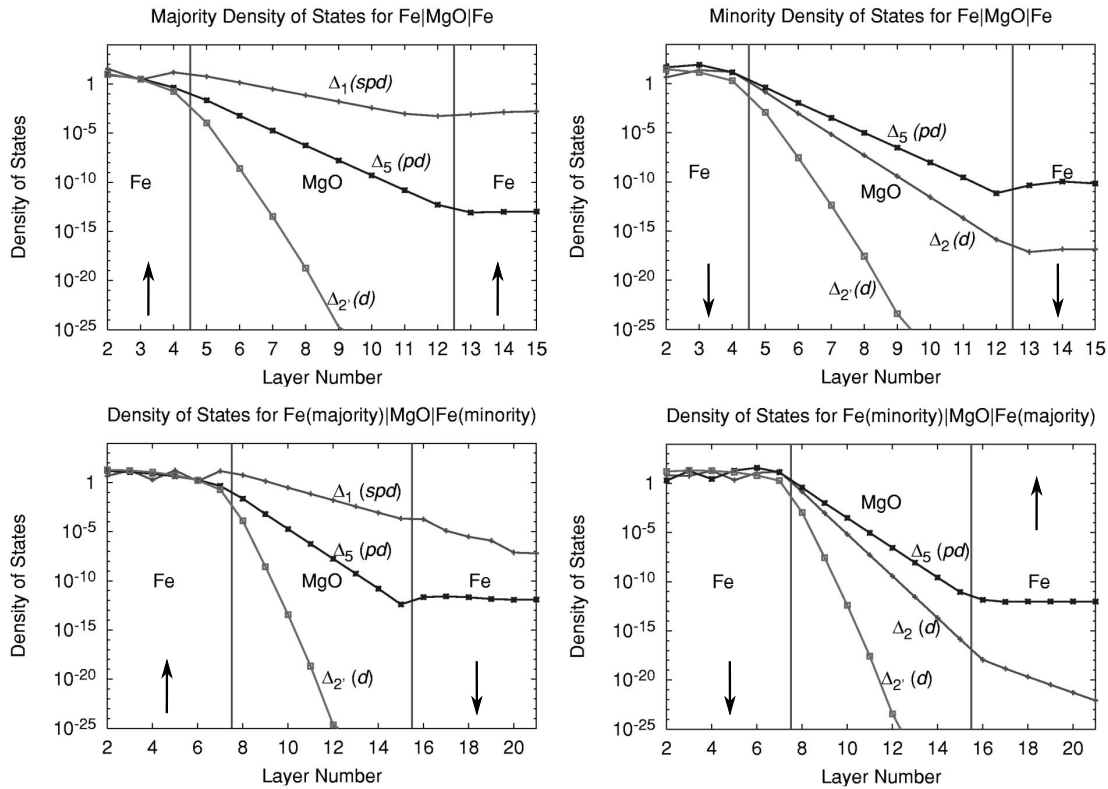 Majority Density of States for Fe|MgO|Fe
Density of States
1
10^-5
10^-10
10^-15
10^-20
10^-25
Δ1 (spd)
Δ5 (pd)
Fe
MgO
Fe
Δ2' (d)
2 3 4 5 6 7 8 9 10 11 12 13 14 15
Layer Number
Minority Density of States for Fe|MgO|Fe
Density of States
1
10^-5
10^-10
10^-15
10^-20
10^-25
Δ5 (pd)
Fe
MgO
Fe
Δ2 (d)
Δ2' (d)
2 3 4 5 6 7 8 9 10 11 12 13 14 15
Layer Number
Density of States for Fe(majority)|MgO|Fe(minority)
Density of States
1
10^-5
10^-10
10^-15
10^-20
10^-25
Δ1 (spd)
Δ5 (pd)
Fe
MgO
Fe
Δ2' (d)
2 4 6 8 10 12 14 16 18 20
Layer Number
Density of States for Fe(minority)|MgO|Fe(majority)
Density of States
1
10^-5
10^-10
10^-15
10^-20
10^-25
MgO
Δ5 (pd)
Fe
Fe
Δ2 (d)
Δ2' (d)
2 4 6 8 10 12 14 16 18 20
Layer Number